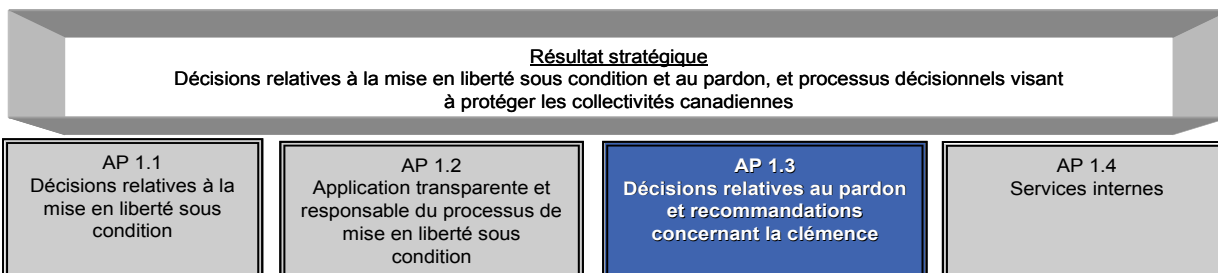 Résultat stratégique
Décisions relatives à la mise en liberté sous condition et au pardon, et processus décisionnels visant
à protéger les collectivités canadiennes
AP 1.1
Décisions relatives à la
mise en liberté sous
condition
AP 1.2
Application transparente et
responsable du processus de
mise en liberté sous
condition
AP 1.3
Décisions relatives au pardon
et recommandations
concernant la clémence
AP 1.4
Services internes